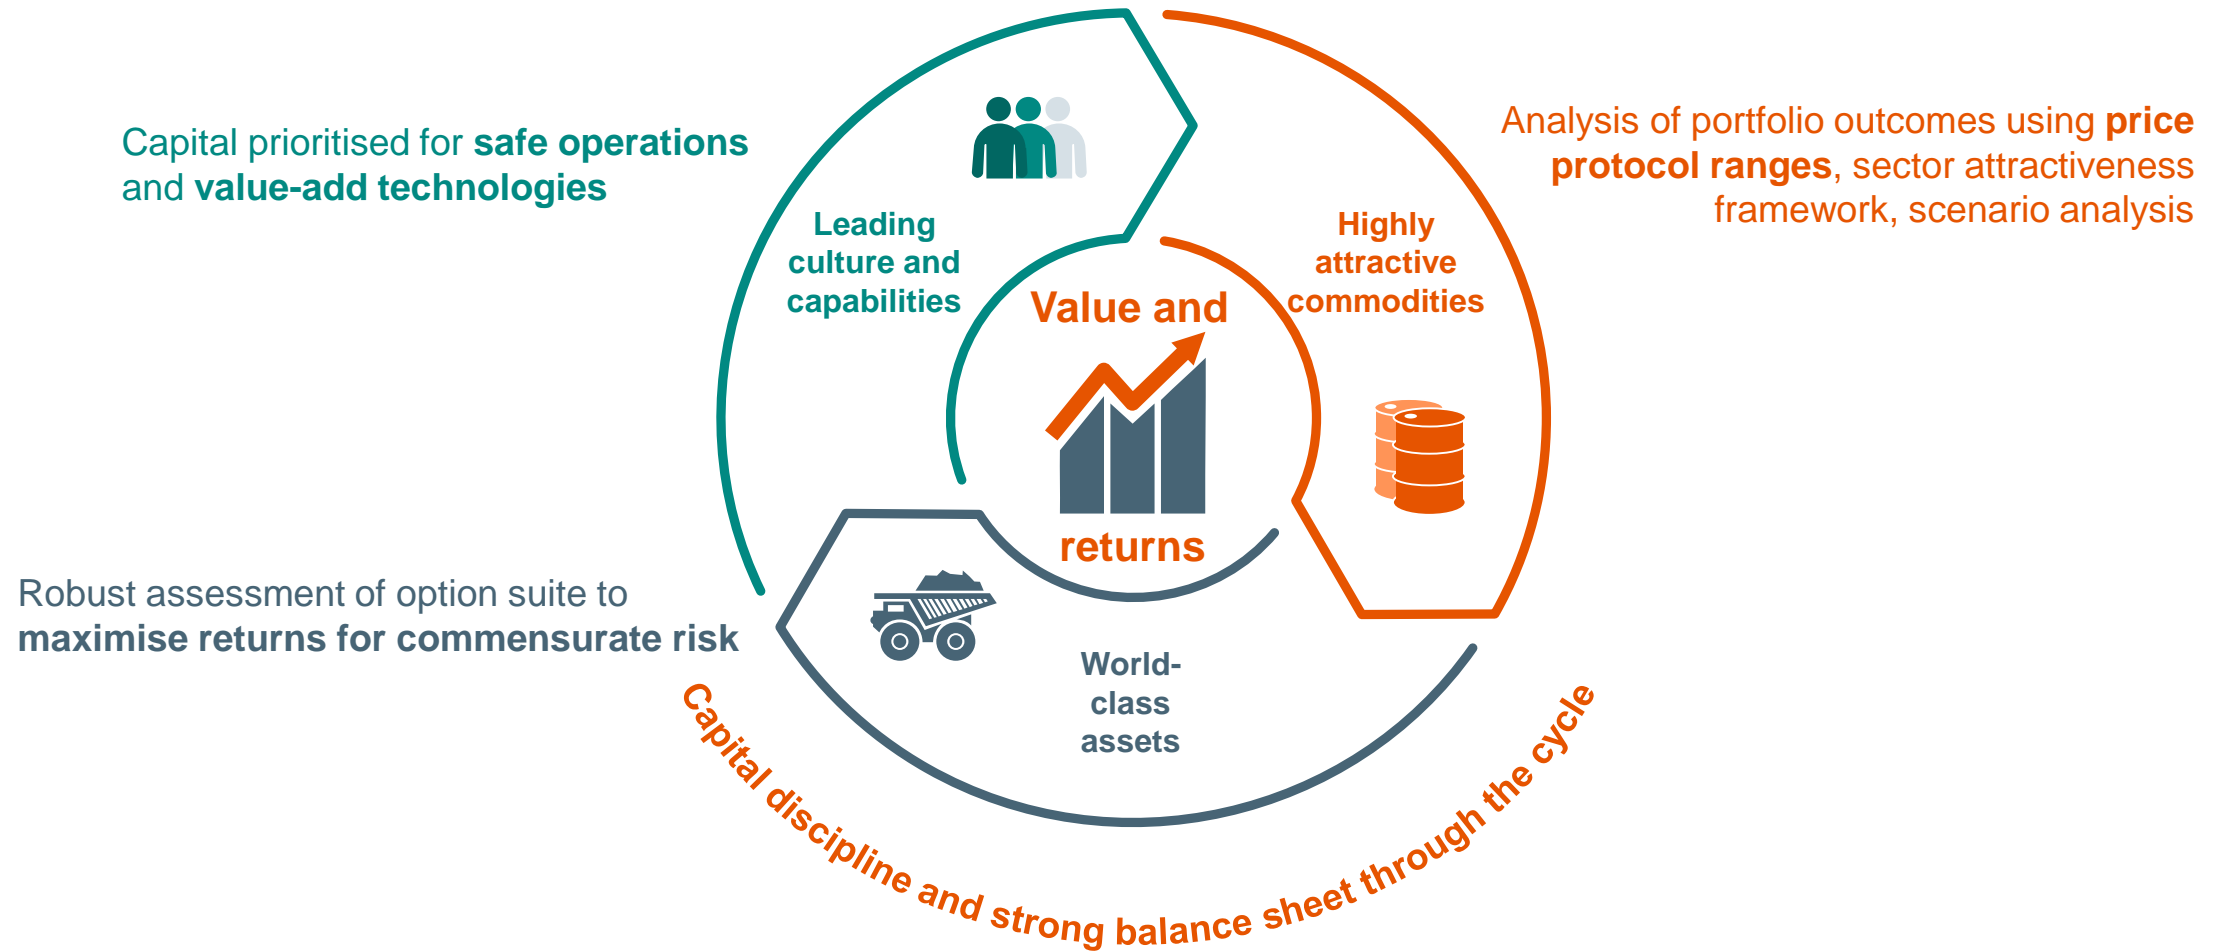 Capital prioritised for safe operations
and value-add technologies
Analysis of portfolio outcomes using price
protocol ranges, sector attractiveness
framework, scenario analysis
Leading
culture and
capabilities
Highly
attractive
commodities
Value and
returns
Robust assessment of option suite to
maximise returns for commensurate risk
World-
class
assets
Capital discipline and strong balance sheet through the cycle